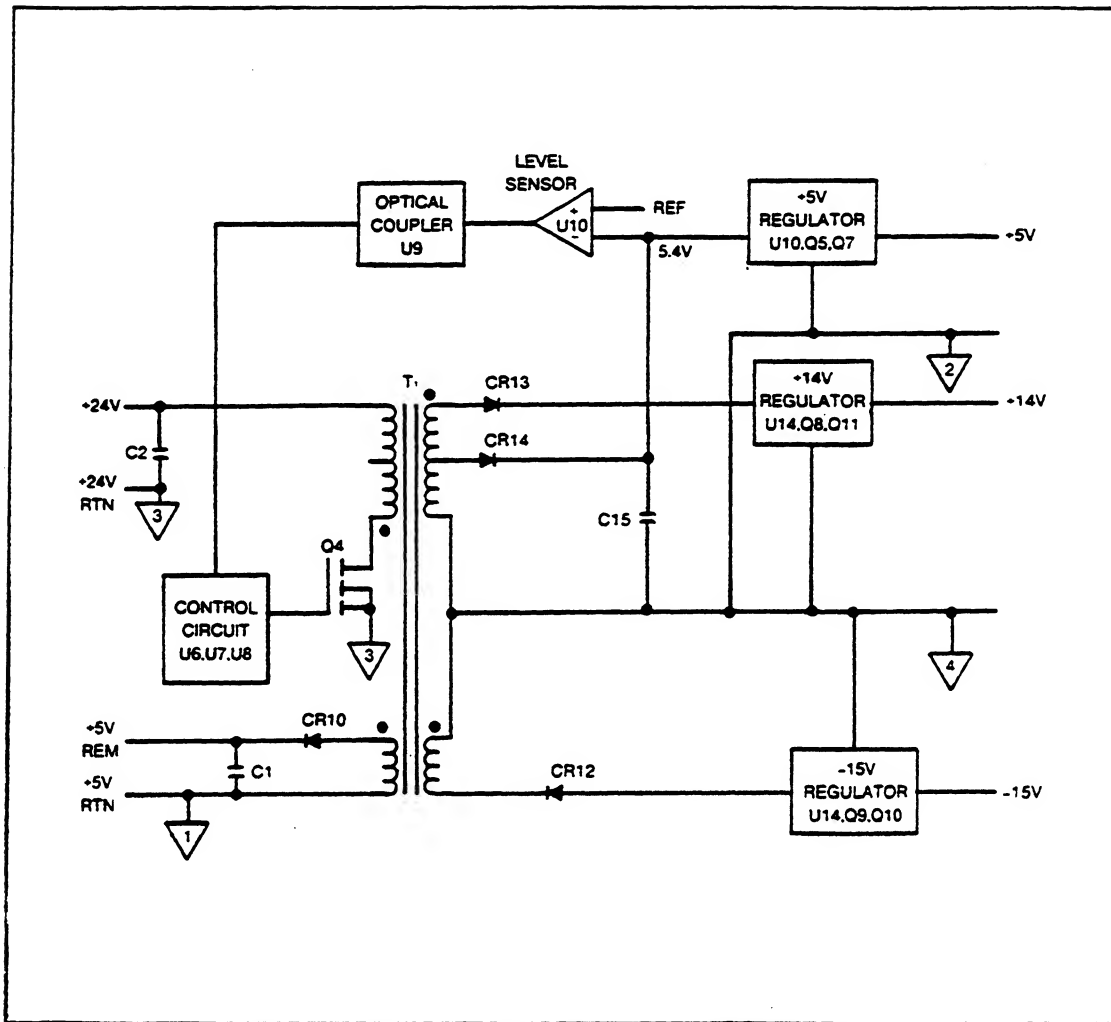 LEVEL
SENSOR
OPTICAL
COUPLER
U9
+
U10
-
REF
5.4V
+5V
REGULATOR
U10,Q5,Q7
+5V
2
T1
CR13
+14V
REGULATOR
U14,Q8,Q11
+14V
+24V
C2
+24V
RTN
3
CR14
C15
Q4
CONTROL
CIRCUIT
U6,U7,U8
3
4
+5V
REM
CR10
C1
+5V
RTN
1
CR12
-15V
REGULATOR
U14,Q9,Q10
-15V